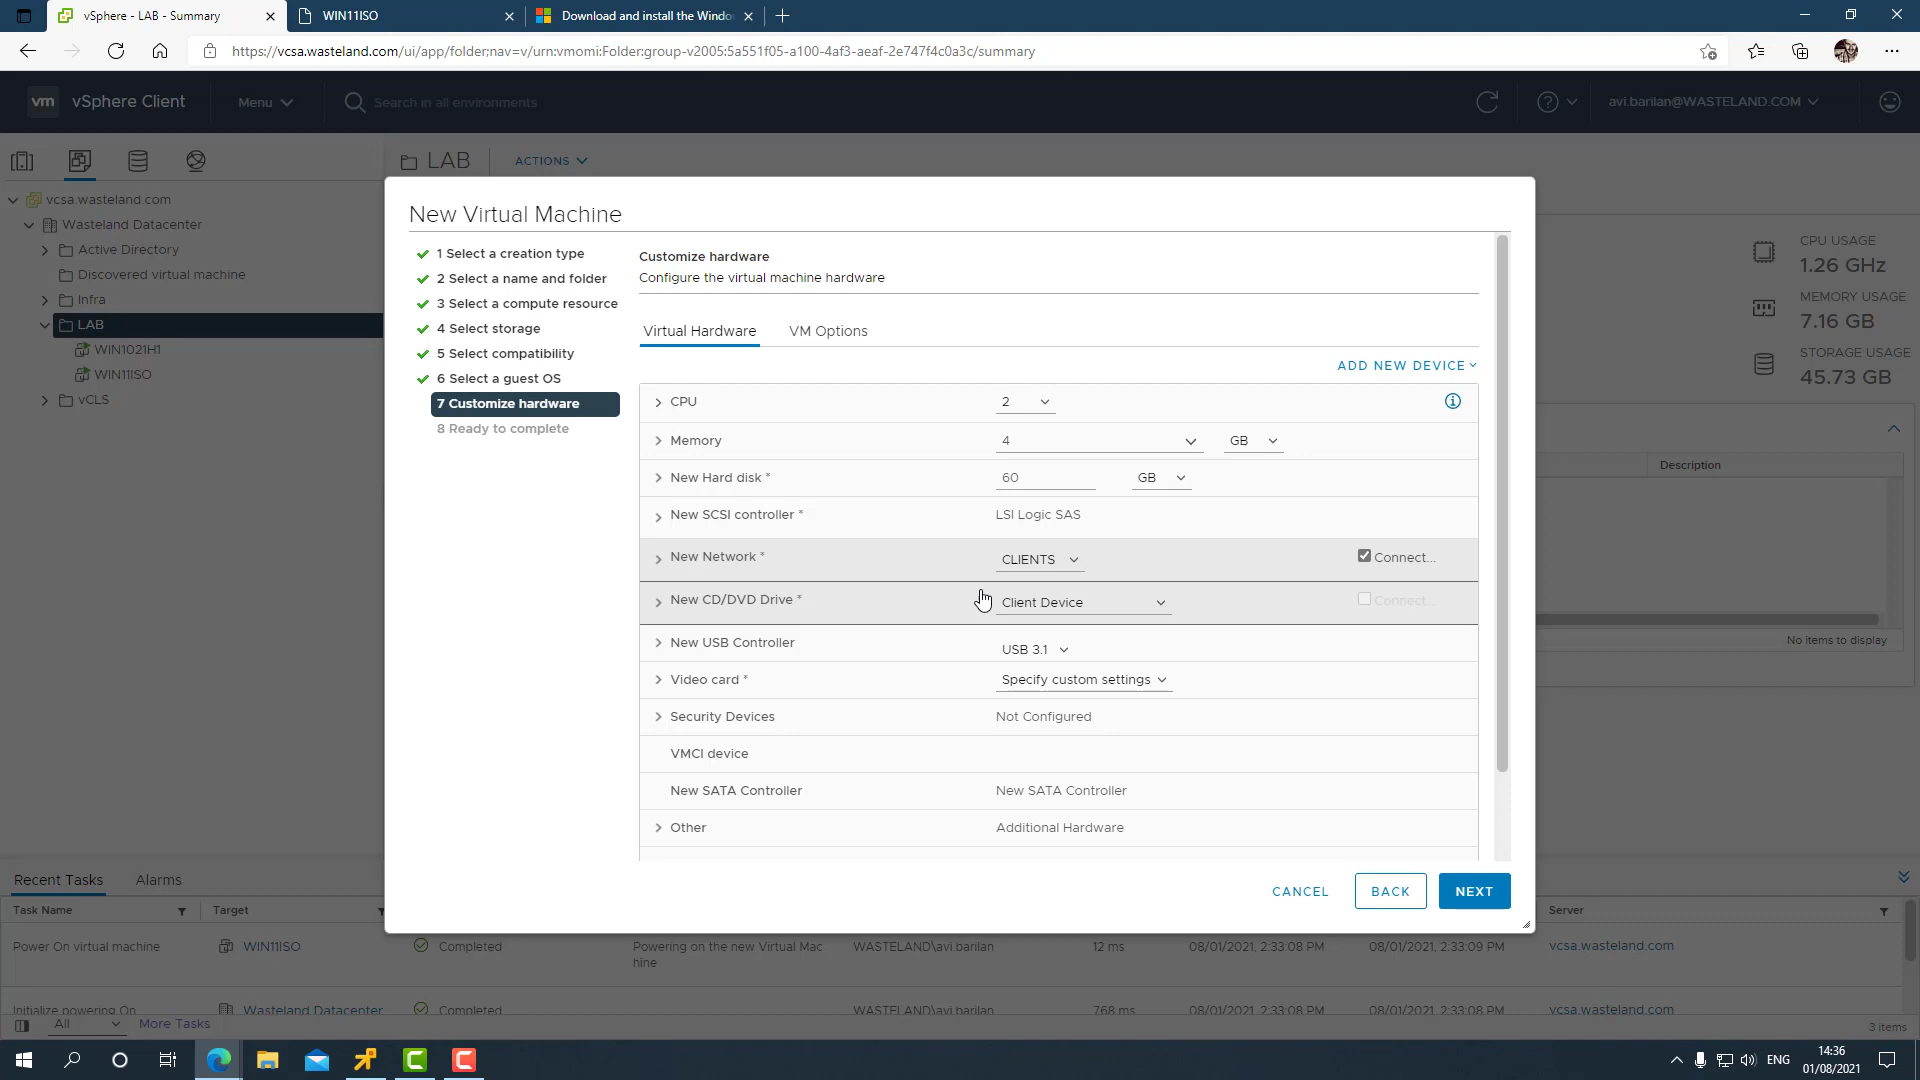 vSphere - LAB - Summary
WIN11ISO
Download and install the Windo
https://vcsa.wasteland.com/ui/app/folder;nav=v/urn:vmomi:Folder:group-v2005:5a551f05-a100-4af3-aeaf-2e747f4c0a3c/summary
vm vSphere Client
Menu
Search in all environments
avi.barilan@WASTELAND.COM
LAB
ACTIONS
vcsa.wasteland.com
Wasteland Datacenter
Active Directory
Discovered virtual machine
Infra
LAB
WIN1021H1
WIN11ISO
vCLS
New Virtual Machine
1 Select a creation type
2 Select a name and folder
3 Select a compute resource
4 Select storage
5 Select compatibility
6 Select a guest OS
7 Customize hardware
8 Ready to complete
Customize hardware
Configure the virtual machine hardware
Virtual Hardware
VM Options
ADD NEW DEVICE
CPU 2
Memory 4 GB
New Hard disk * 60 GB
New SCSI controller * LSI Logic SAS
New Network * CLIENTS Connect...
New CD/DVD Drive * Client Device Connect...
New USB Controller USB 3.1
Video card * Specify custom settings
Security Devices Not Configured
VMCI device
New SATA Controller New SATA Controller
Other Additional Hardware
CANCEL
BACK
NEXT
CPU USAGE
1.26 GHz
MEMORY USAGE
7.16 GB
STORAGE USAGE
45.73 GB
Description
No items to display
Recent Tasks
Alarms
Task Name Target Server
Power On virtual machine WIN11ISO Completed Powering on the new Virtual Mac WASTELAND\avi.barilan 12 ms 08/01/2021, 2:33:08 PM 08/01/2021, 2:33:09 PM vcsa.wasteland.com
hine
Initialize powering On Wasteland Datacenter Completed WASTELAND\avi.barilan 768 ms 08/01/2021, 2:33:08 PM 08/01/2021, 2:33:09 PM vcsa.wasteland.com
All
More Tasks
3 items
ENG
14:36
01/08/2021